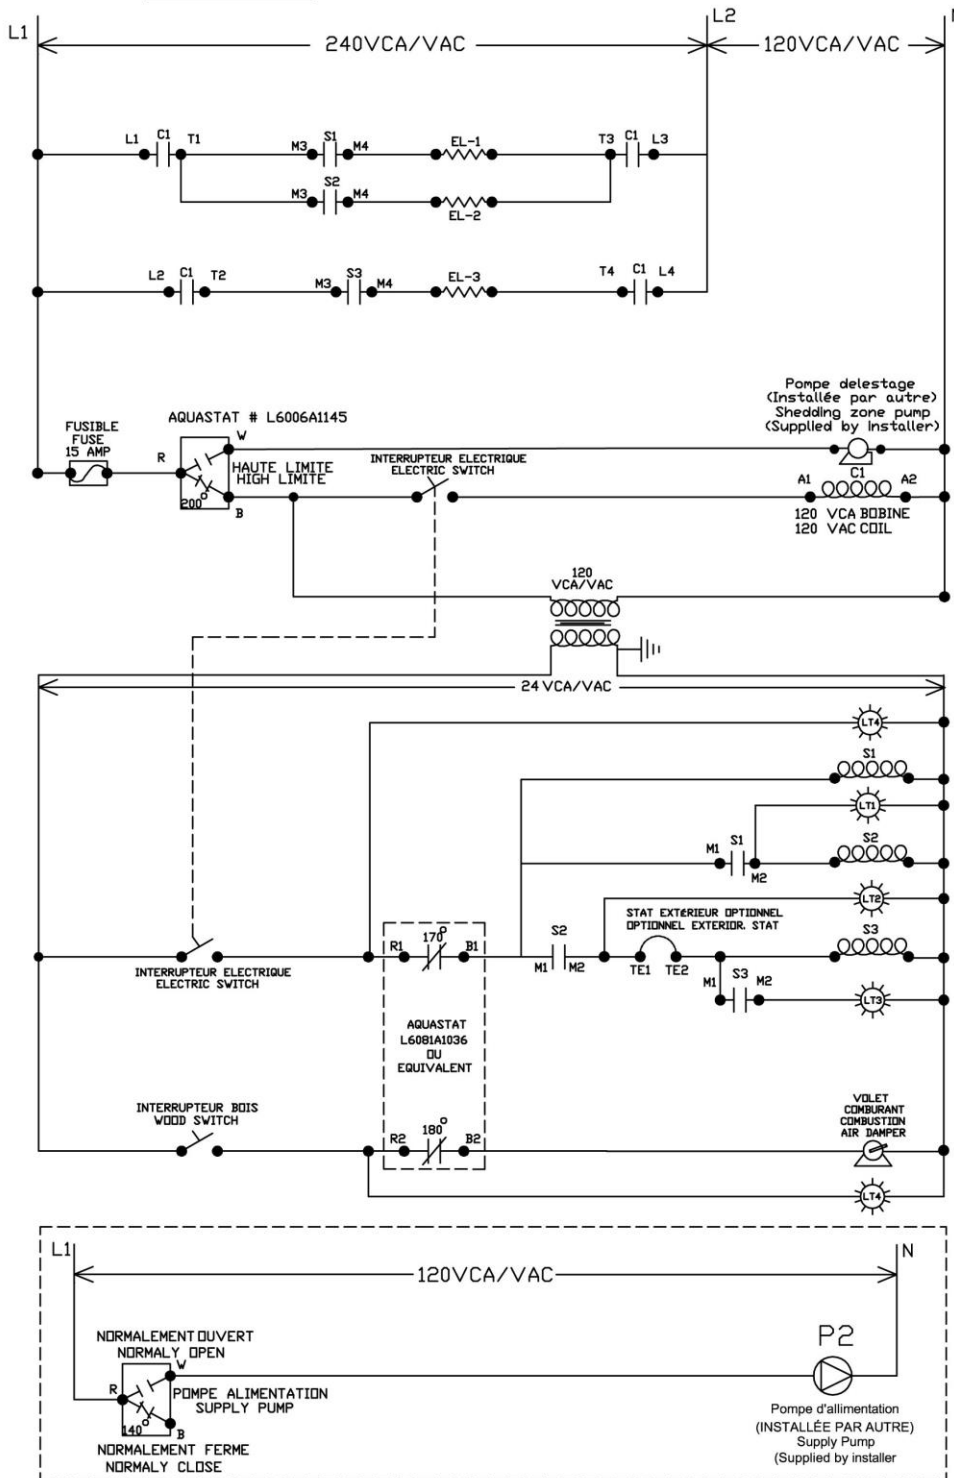 L1
L2
240VCA/VAC
120VCA/VAC
L1 C1 T1
M3 S1 M4
EL-1
T3 C1 L3
M3 S2 M4
EL-2
L2 C1 T2
M3 S3 M4
EL-3
T4 C1 L4
Pompe delestage
(Installée par autre)
Shedding zone pump
(Supplied by Installer)
FUSIBLE
FUSE
15 AMP
AQUASTAT # L6006A1145
W
R
HAUTE LIMITE
HIGH LIMITE
200°
B
INTERRUPTEUR ELECTRIQUE
ELECTRIC SWITCH
C1
A1
A2
120 VCA BOBINE
120 VAC COIL
120
VCA/VAC
24 VCA/VAC
LT4
S1
LT1
M1 S1 M2
S2
LT2
STAT EXTÉRIEUR OPTIONNEL
OPTIONNEL EXTERIOR. STAT
INTERRUPTEUR ELECTRIQUE
ELECTRIC SWITCH
R1 170° B1
M1 S2 M2
TE1 TE2
S3
M1 S3 M2
LT3
AQUASTAT
L6081A1036
OU
EQUIVALENT
INTERRUPTEUR BOIS
WOOD SWITCH
R2 180° B2
VOLET
COMBURANT
COMBUSTION
AIR DAMPER
LT4
L1
N
120VCA/VAC
NORMALEMENT OUVERT
NORMALY OPEN
W
R
POMPE ALIMENTATION
SUPPLY PUMP
140°
B
NORMALEMENT FERME
NORMALY CLOSE
P2
Pompe d'allimentation
(INSTALLÉE PAR AUTRE)
Supply Pump
(Supplied by installer